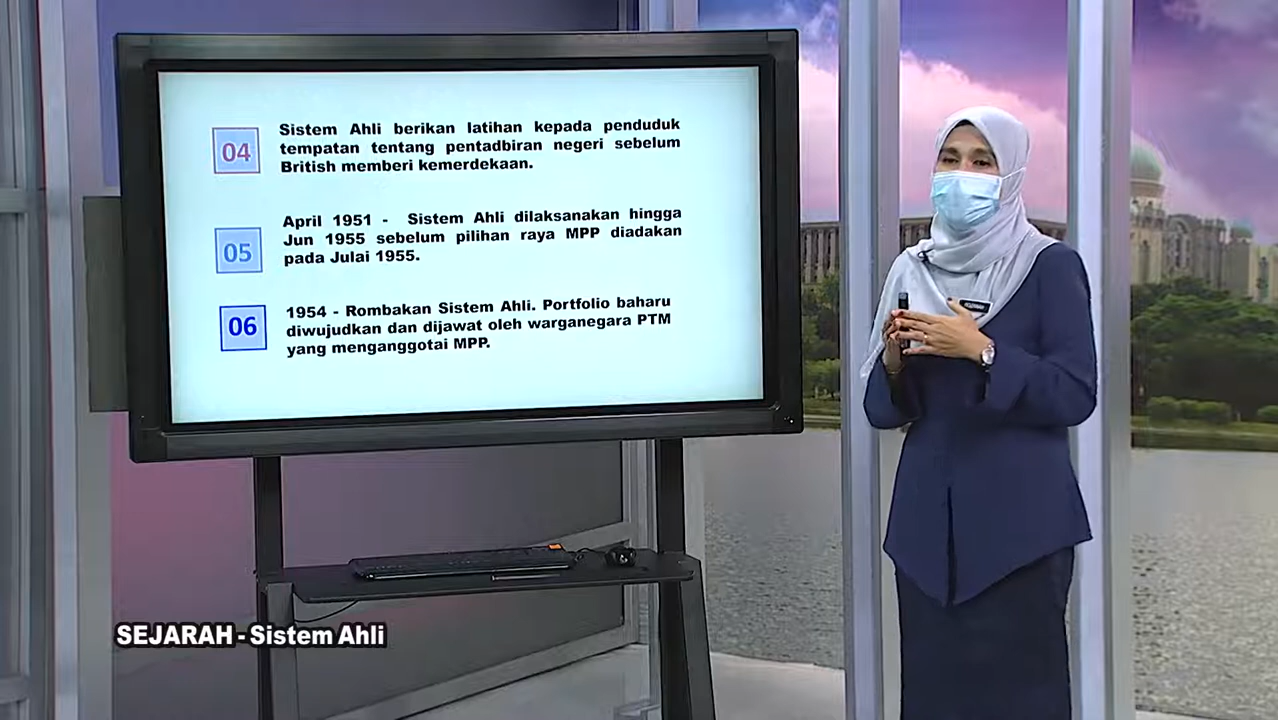 04
Sistem Ahli berikan latihan kepada penduduk
tempatan tentang pentadbiran negeri sebelum
British memberi kemerdekaan.
05
April 1951 - Sistem Ahli dilaksanakan hingga
Jun 1955 sebelum pilihan raya MPP diadakan
pada Julai 1955.
06
1954 - Rombakan Sistem Ahli. Portfolio baharu
diwujudkan dan dijawat oleh warganegara PTM
yang menganggotai MPP.
SEJARAH - Sistem Ahli